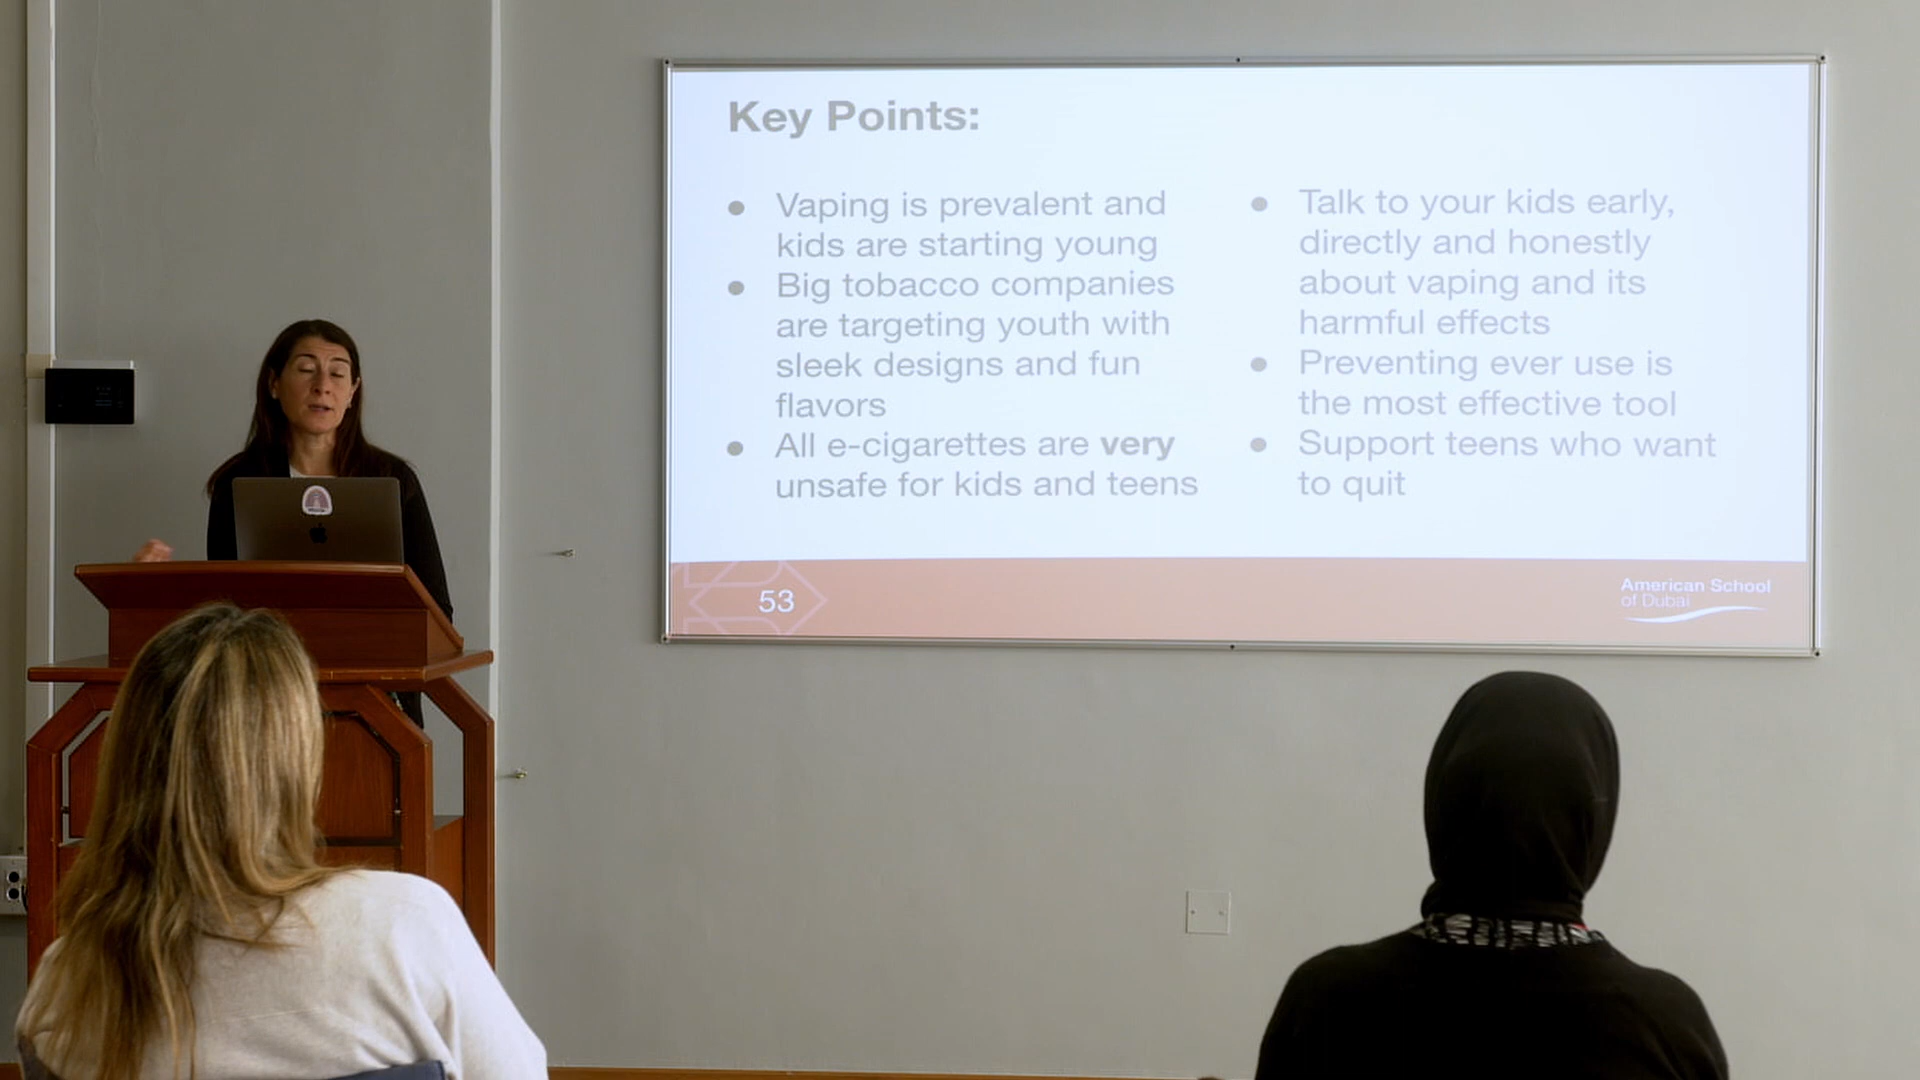 Key Points:
● Vaping is prevalent and
kids are starting young
● Big tobacco companies
are targeting youth with
sleek designs and fun
flavors
● All e-cigarettes are very
unsafe for kids and teens
● Talk to your kids early,
directly and honestly
about vaping and its
harmful effects
● Preventing ever use is
the most effective tool
● Support teens who want
to quit
53
American School
of Dubai